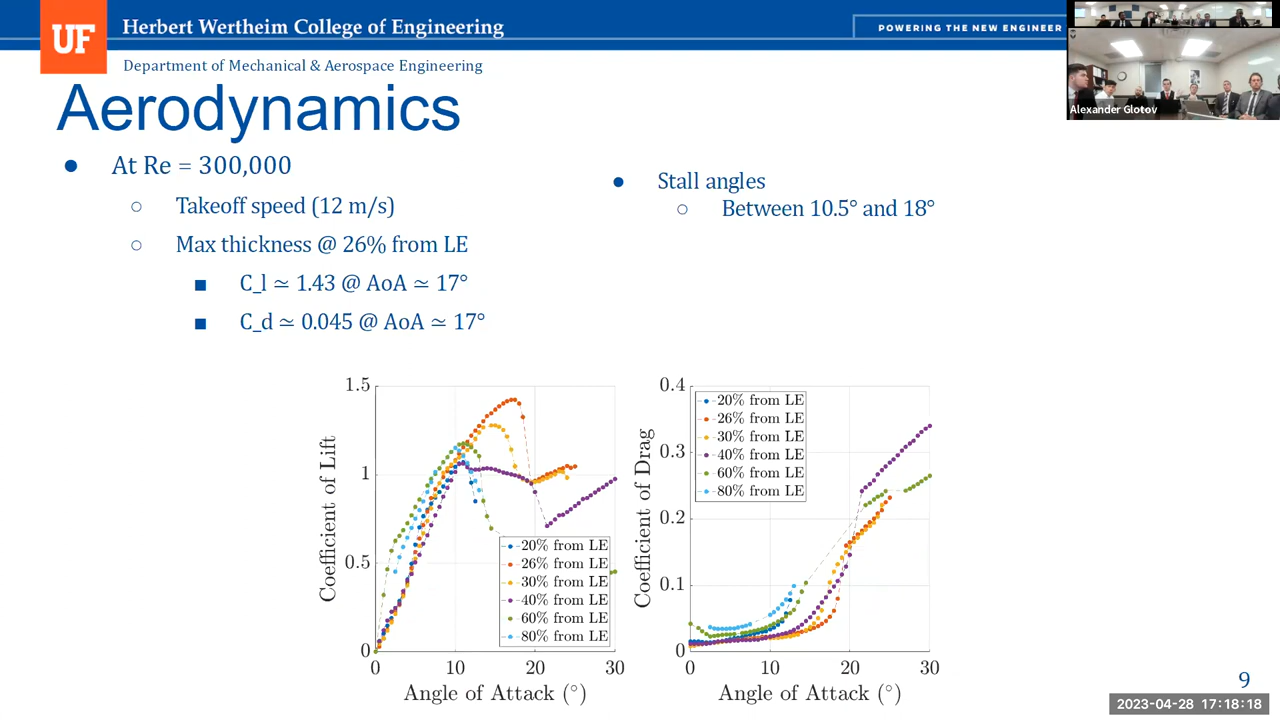 UF
Herbert Wertheim College of Engineering
POWERING THE NEW ENGINEER
Department of Mechanical & Aerospace Engineering
Alexander Glotov
Aerodynamics
● At Re = 300,000
○ Takeoff speed (12 m/s)
○ Max thickness @ 26% from LE
■ C_l ≃ 1.43 @ AoA ≃ 17°
■ C_d ≃ 0.045 @ AoA ≃ 17°
● Stall angles
○ Between 10.5° and 18°
1.5
1
0.5
0
Coefficient of Lift
20% from LE
26% from LE
30% from LE
40% from LE
60% from LE
80% from LE
0 10 20 30
Angle of Attack (°)
0.4
0.3
0.2
0.1
0
Coefficient of Drag
20% from LE
26% from LE
30% from LE
40% from LE
60% from LE
80% from LE
0 10 20 30
Angle of Attack (°)
9
2023-04-28 17:18:18